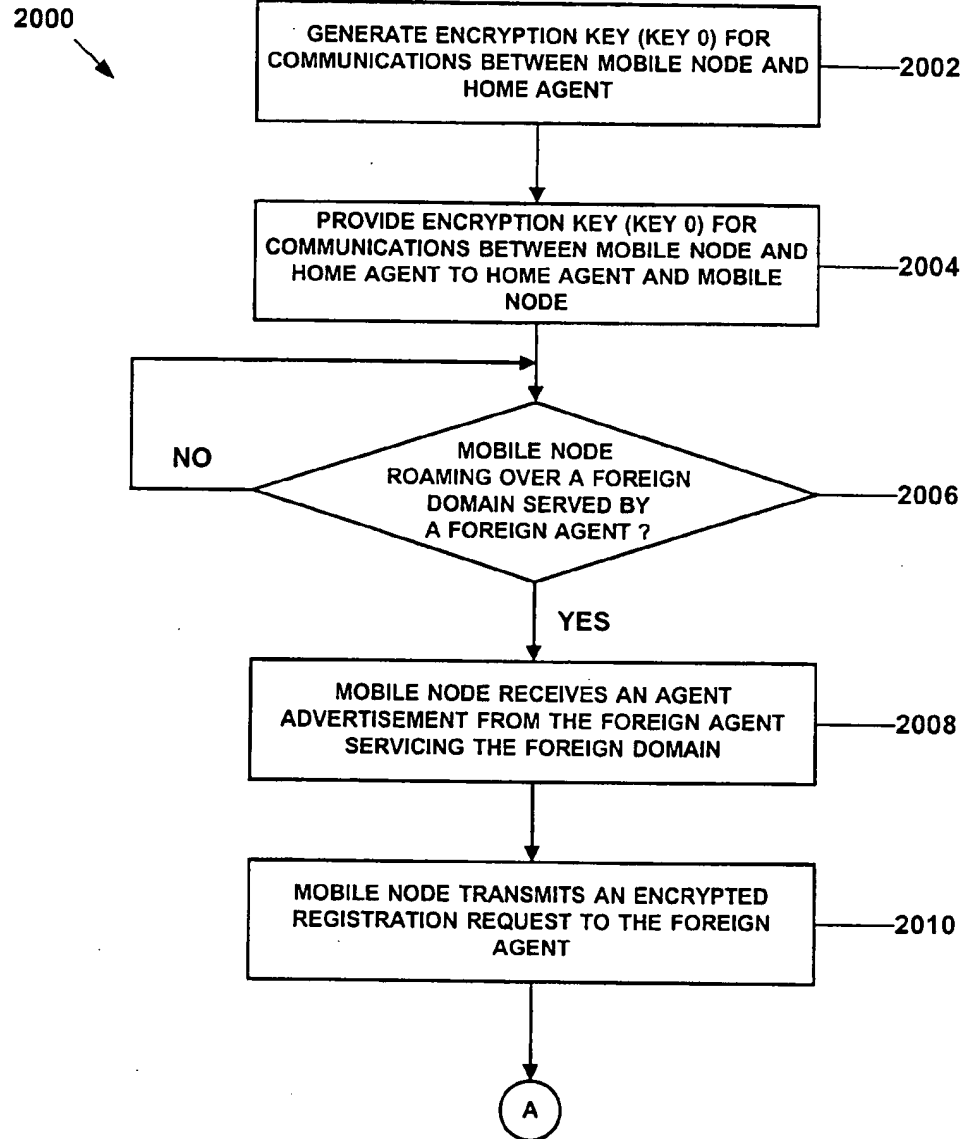 2000
GENERATE ENCRYPTION KEY (KEY 0) FOR
COMMUNICATIONS BETWEEN MOBILE NODE AND
HOME AGENT
2002
PROVIDE ENCRYPTION KEY (KEY 0) FOR
COMMUNICATIONS BETWEEN MOBILE NODE AND
HOME AGENT TO HOME AGENT AND MOBILE
NODE
2004
NO
MOBILE NODE
ROAMING OVER A FOREIGN
DOMAIN SERVED BY
A FOREIGN AGENT ?
2006
YES
MOBILE NODE RECEIVES AN AGENT
ADVERTISEMENT FROM THE FOREIGN AGENT
SERVICING THE FOREIGN DOMAIN
2008
MOBILE NODE TRANSMITS AN ENCRYPTED
REGISTRATION REQUEST TO THE FOREIGN
AGENT
2010
A